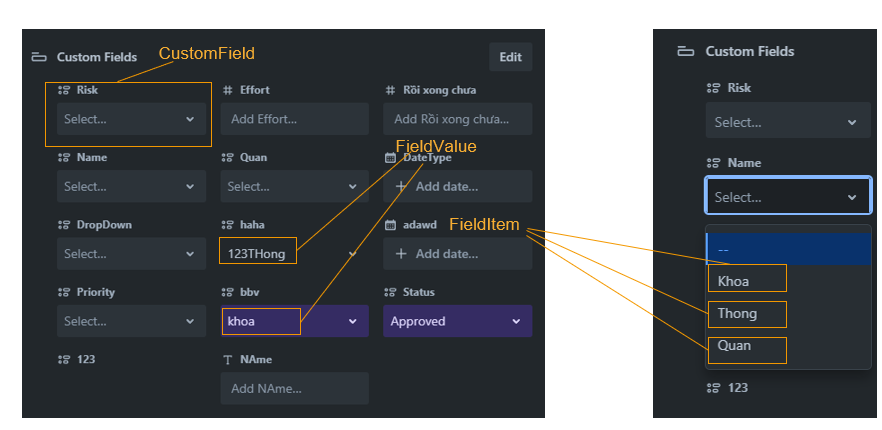 Custom Fields
CustomField
Edit
Risk
Effort
Rồi xong chưa
Select...
Add Effort...
Add Rồi xong chưa...
FieldValue
Name
Quan
DateType
Select...
Select...
+ Add date...
DropDown
haha
adawd
FieldItem
Select...
123THong
+ Add date...
Priority
bbv
Status
Select...
khoa
Approved
123
NAme
Add NAme...
Custom Fields
Risk
Select...
Name
Select...
--
Khoa
Thong
Quan
123